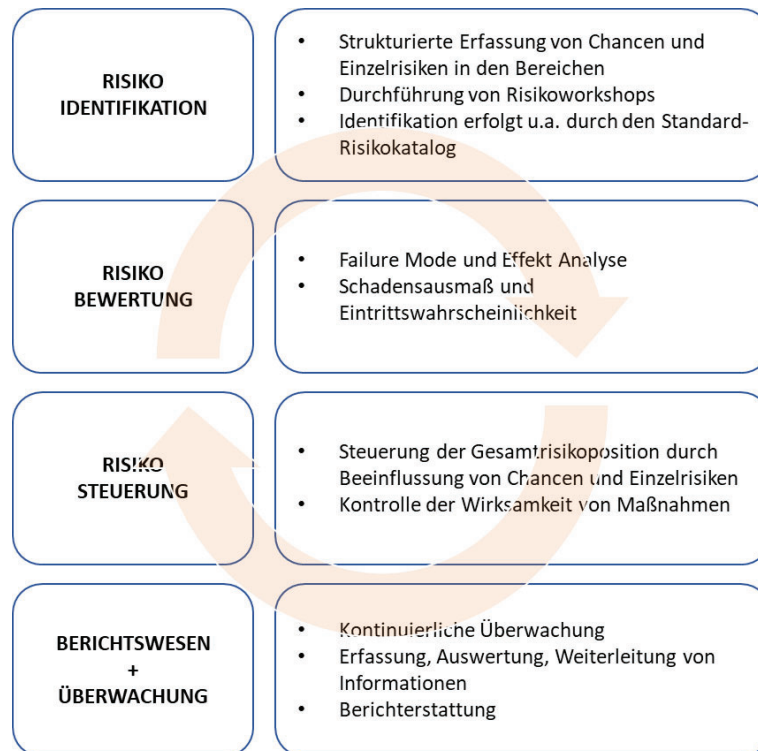 RISIKO
IDENTIFIKATION
• Strukturierte Erfassung von Chancen und
Einzelrisiken in den Bereichen
• Durchführung von Risikoworkshops
• Identifikation erfolgt u.a. durch den Standard-
Risikokatalog
RISIKO
BEWERTUNG
• Failure Mode und Effekt Analyse
• Schadensausmaß und
Eintrittswahrscheinlichkeit
RISIKO
STEUERUNG
• Steuerung der Gesamtrisikoposition durch
Beeinflussung von Chancen und Einzelrisiken
• Kontrolle der Wirksamkeit von Maßnahmen
BERICHTSWESEN
+
ÜBERWACHUNG
• Kontinuierliche Überwachung
• Erfassung, Auswertung, Weiterleitung von
Informationen
• Berichterstattung